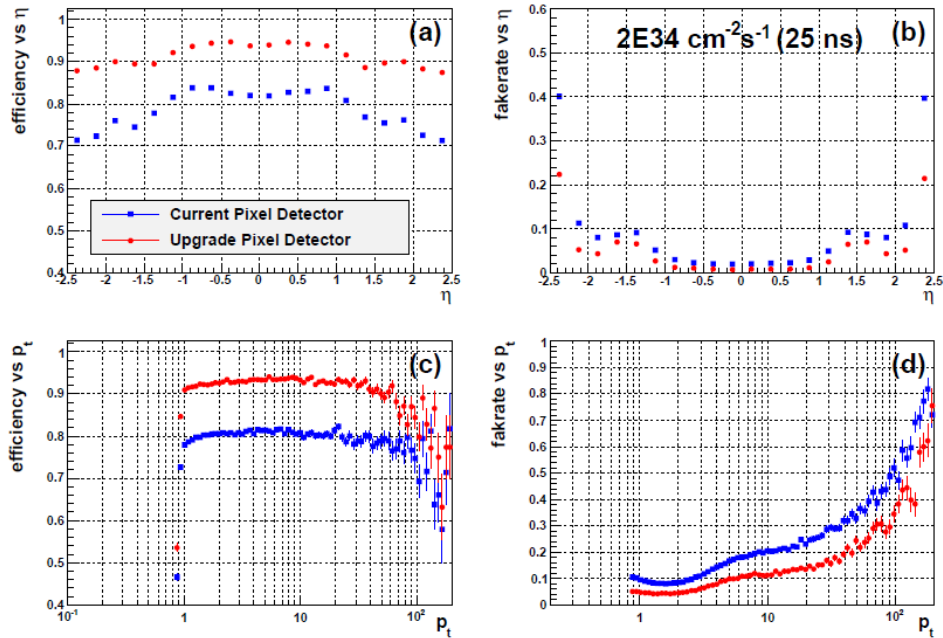 efficiency vs η
1
0.9
0.8
0.7
0.6
0.5
0.4
(a)
Current Pixel Detector
Upgrade Pixel Detector
-2.5 -2 -1.5 -1 -0.5 0 0.5 1 1.5 2 2.5
η
fakerate vs η
0.6
0.5
0.4
0.3
0.2
0.1
0
2E34 cm⁻²s⁻¹ (25 ns)
(b)
-2.5 -2 -1.5 -1 -0.5 0 0.5 1 1.5 2 2.5
η
efficiency vs pₜ
1
0.9
0.8
0.7
0.6
0.5
0.4
(c)
10⁻¹ 1 10 10²
pₜ
fakrate vs pₜ
1
0.9
0.8
0.7
0.6
0.5
0.4
0.3
0.2
0.1
0
(d)
1 10 10²
pₜ